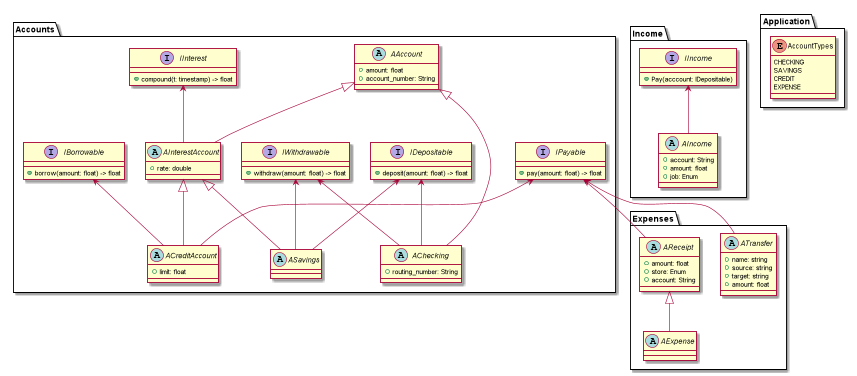 Accounts
I IInterest
compound(t: timestamp) -> float
A AAccount
amount: float
account_number: String
I IBorrowable
borrow(amount: float) -> float
A AInterestAccount
rate: double
I IWithdrawable
withdraw(amount: float) -> float
I IDepositable
deposit(amount: float) -> float
I IPayable
pay(amount: float) -> float
A ACreditAccount
limit: float
A ASavings
A AChecking
routing_number: String
Income
I IIncome
Pay(acccount: IDepositable)
A AIncome
account: String
amount: float
job: Enum
Application
E AccountTypes
CHECKING
SAVINGS
CREDIT
EXPENSE
Expenses
A AReceipt
amount: float
store: Enum
account: String
A ATransfer
name: string
source: string
target: string
amount: float
A AExpense